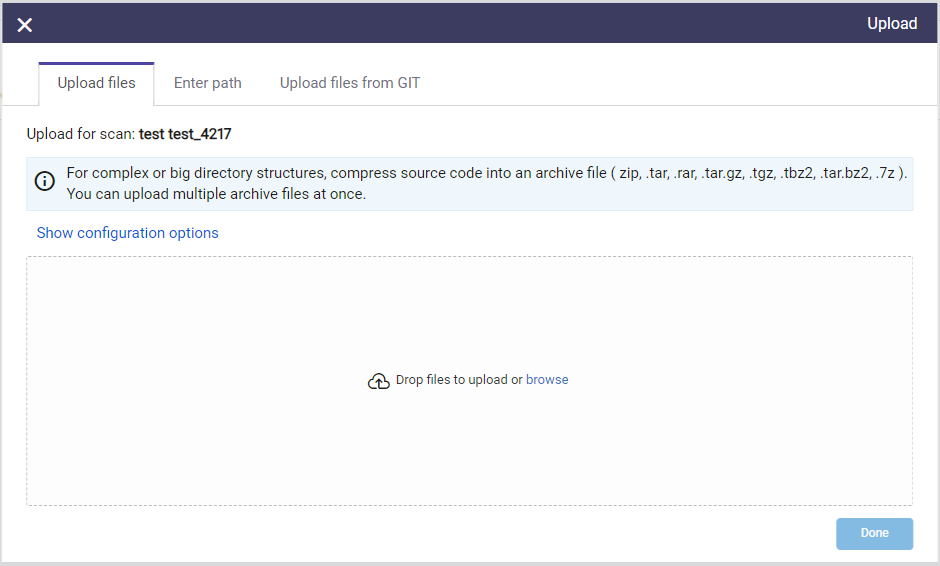 Upload
Upload files
Enter path
Upload files from GIT
Upload for scan: test test_4217
For complex or big directory structures, compress source code into an archive file ( zip, .tar, .rar, .tar.gz, .tgz, .tbz2, .tar.bz2, .7z ).
You can upload multiple archive files at once.
Show configuration options
Drop files to upload or browse
Done